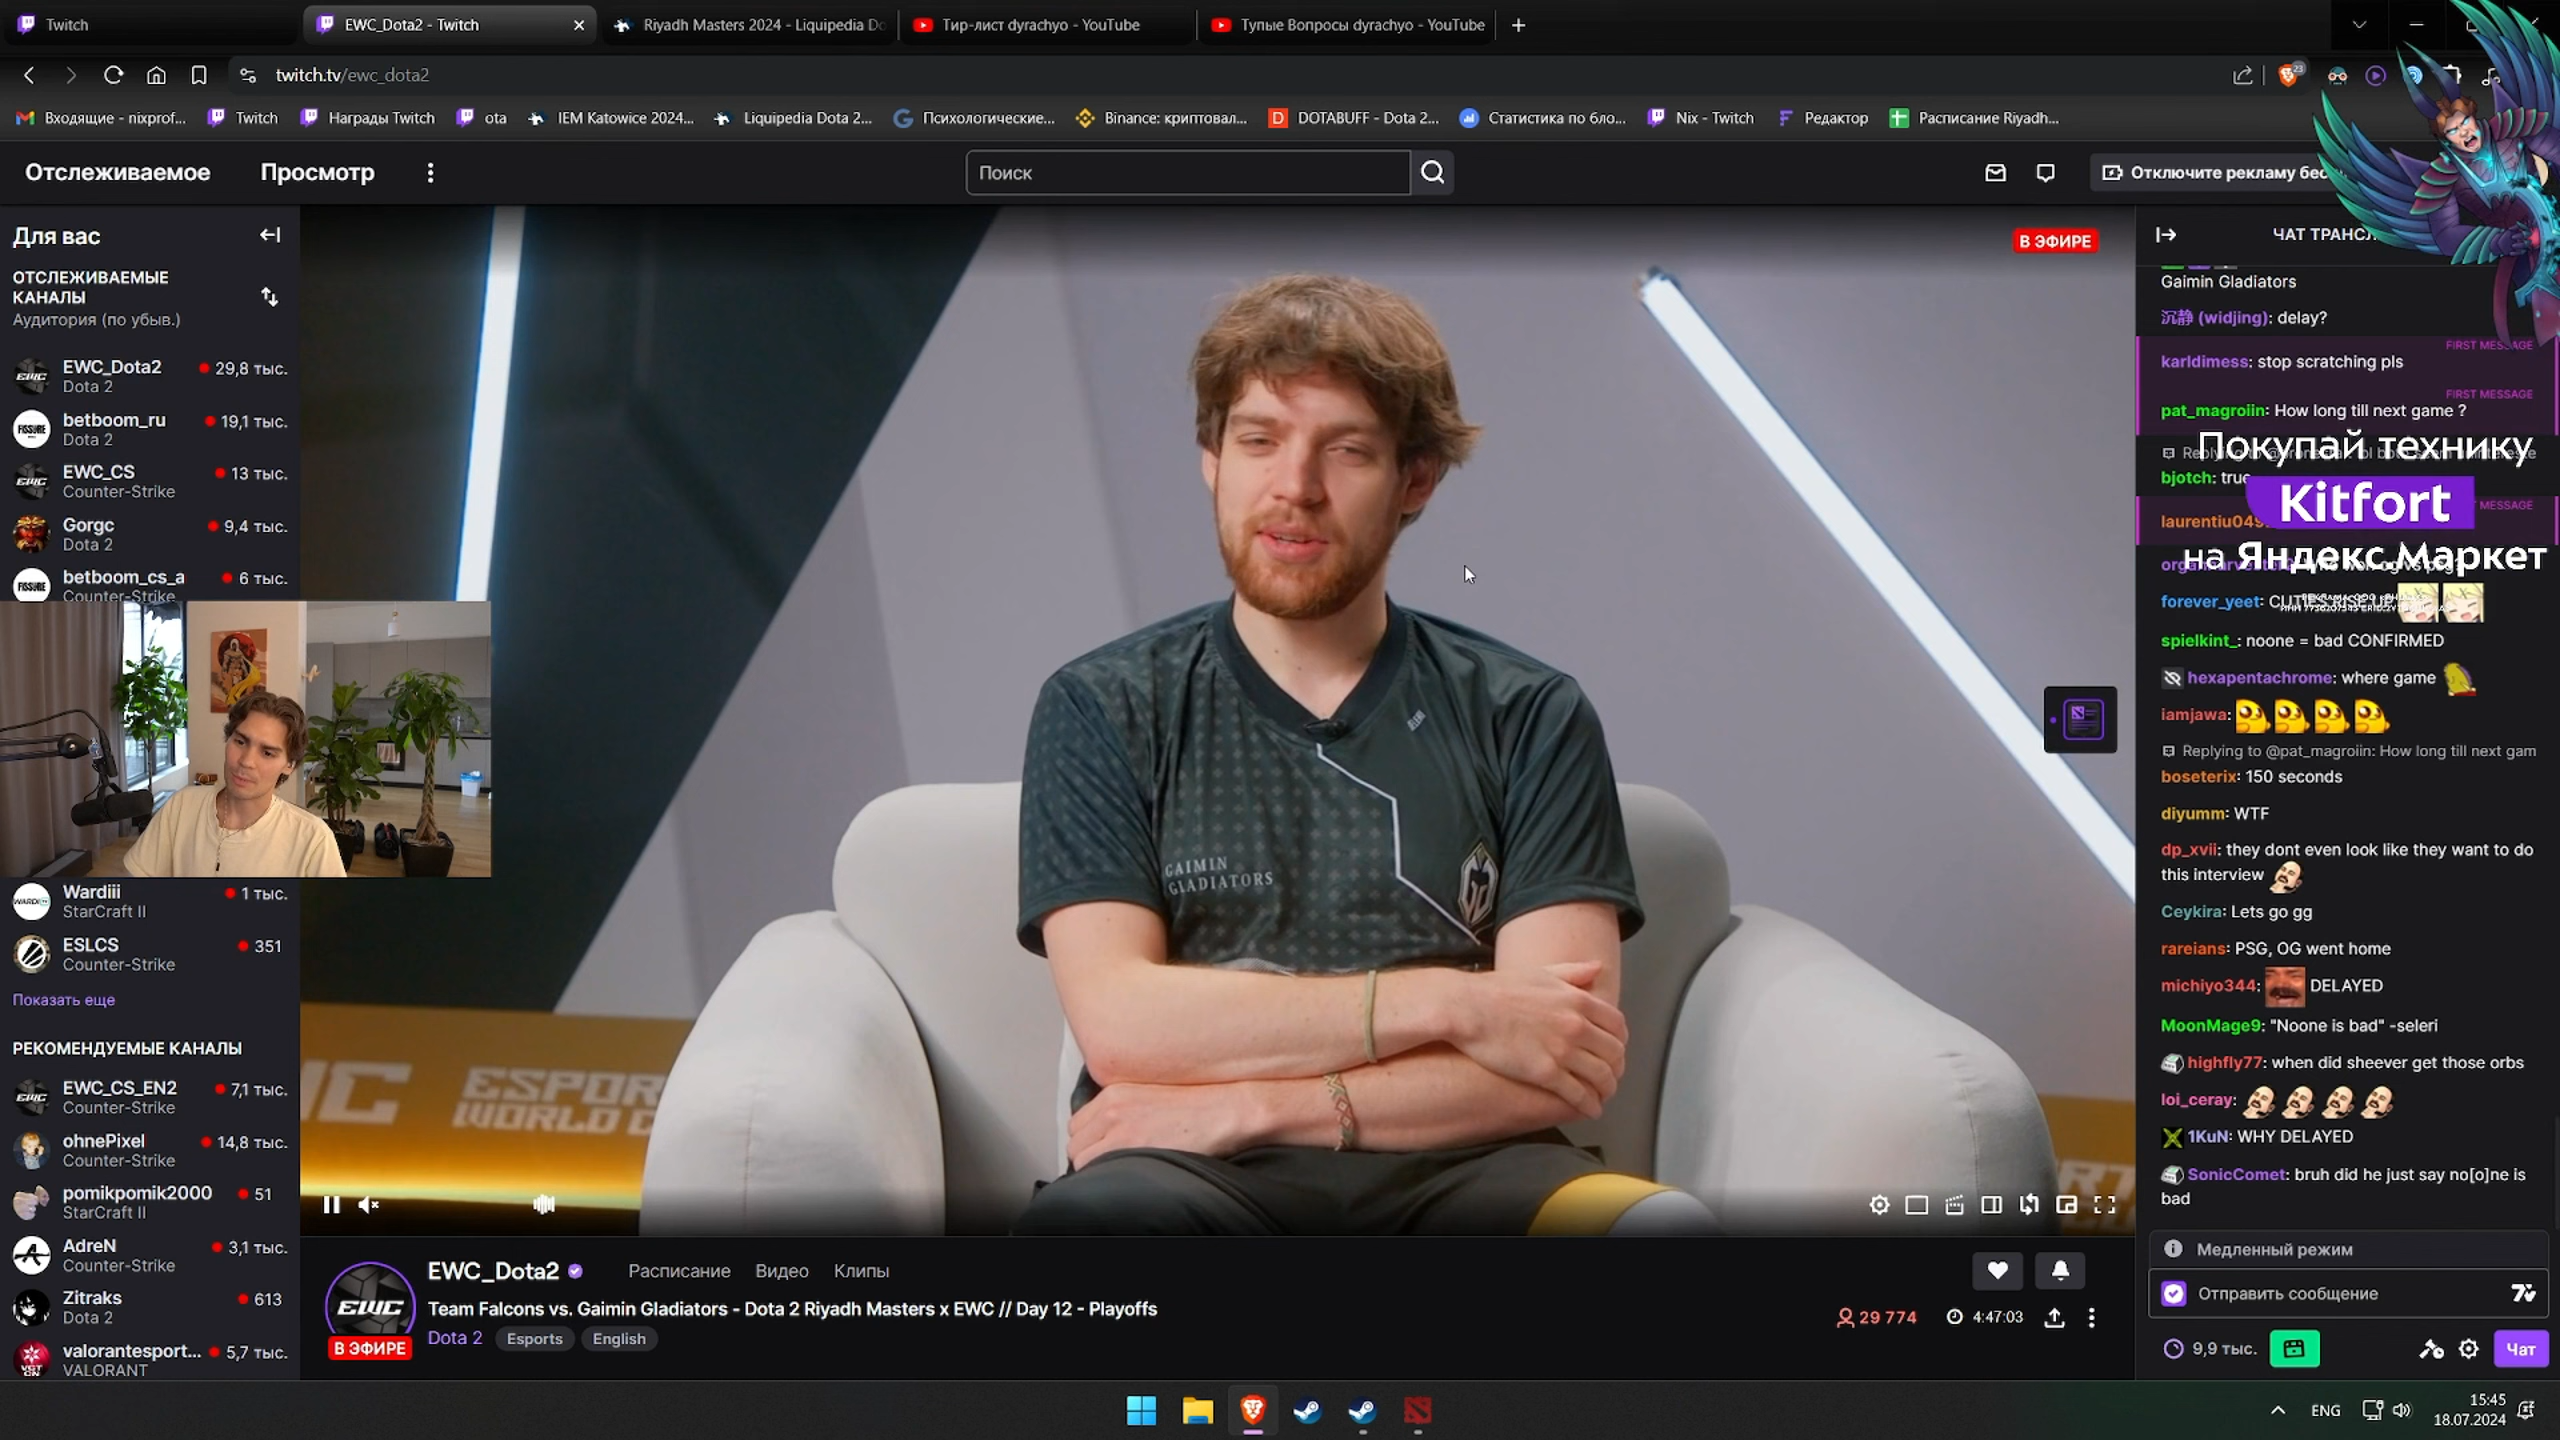 Twitch
EWC_Dota2 - Twitch
Riyadh Masters 2024 - Liquipedia Do
Тир-лист dyrachyo - YouTube
Тупые Вопросы dyrachyo - YouTube
twitch.tv/ewc_dota2
23
Входящие - nixprof...
Twitch
Награды Twitch
ota
IEM Katowice 2024...
Liquipedia Dota 2...
Психологические...
Binance: криптовал...
DOTABUFF - Dota 2...
Статистика по бло...
Nix - Twitch
Редактор
Расписание Riyadh...
Отслеживаемое
Просмотр
Поиск
Отключите рекламу бес
Для вас
ОТСЛЕЖИВАЕМЫЕ
КАНАЛЫ
Аудитория (по убыв.)
EWC_Dota2
29,8 тыс.
Dota 2
betboom_ru
19,1 тыс.
Dota 2
EWC_CS
13 тыс.
Counter-Strike
Gorgc
9,4 тыс.
Dota 2
betboom_cs_a
6 тыс.
Counter-Strike
Wardiii
1 тыс.
StarCraft II
ESLCS
351
Counter-Strike
Показать еще
РЕКОМЕНДУЕМЫЕ КАНАЛЫ
EWC_CS_EN2
7,1 тыс.
Counter-Strike
ohnePixel
14,8 тыс.
Counter-Strike
pomikpomik2000
51
StarCraft II
AdreN
3,1 тыс.
Counter-Strike
Zitraks
613
Dota 2
valorantesport...
5,7 тыс.
VALORANT
В ЭФИРЕ
GAIMIN
GLADIATORS
ESPOR
WORLD C
EWC_Dota2
Расписание
Видео
Клипы
Team Falcons vs. Gaimin Gladiators - Dota 2 Riyadh Masters x EWC // Day 12 - Playoffs
Dota 2
Esports
English
EWC
В ЭФИРЕ
29 774
4:47:03
ЧАТ ТРАНСЛ
Gaimin Gladiators
沉静 (widjing): delay?
FIRST MESSAGE
karldimess: stop scratching pls
FIRST MESSAGE
pat_magroiin: How long till next game ?
Покупай технику
bjotch: true
Kitfort
MESSAGE
laurentiu049
на Яндекс Маркет
forever_yeet:
spielkint_: noone = bad CONFIRMED
hexapentachrome: where game
iamjawa:
Replying to @pat_magroiin: How long till next gam
boseterix: 150 seconds
diyumm: WTF
dp_xvii: they dont even look like they want to do
this interview
Ceykira: Lets go gg
rareians: PSG, OG went home
michiyo344: DELAYED
MoonMage9: "Noone is bad" -seleri
highfly77: when did sheever get those orbs
loi_ceray:
1KuN: WHY DELAYED
SonicComet: bruh did he just say no[o]ne is
bad
Медленный режим
Отправить сообщение
9,9 тыс.
Чат
ENG
15:45
18.07.2024